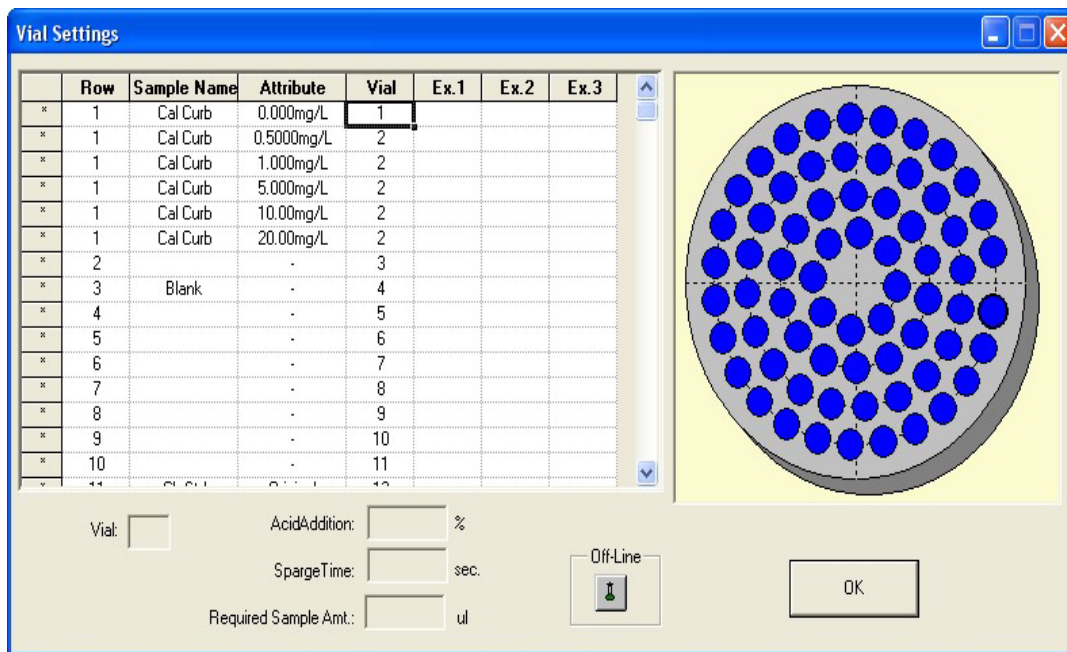 Vial Settings
Row Sample Name Attribute Vial Ex.1 Ex.2 Ex.3
* 1 Cal Curb 0.000mg/L 1
* 1 Cal Curb 0.5000mg/L 2
* 1 Cal Curb 1.000mg/L 2
* 1 Cal Curb 5.000mg/L 2
* 1 Cal Curb 10.00mg/L 2
* 1 Cal Curb 20.00mg/L 2
* 2 - 3
* 3 Blank - 4
* 4 - 5
* 5 - 6
* 6 - 7
* 7 - 8
* 8 - 9
* 9 - 10
* 10 - 11
Vial:
AcidAddition: %
SpargeTime: sec.
Required Sample Amt.: ul
Off-Line
OK